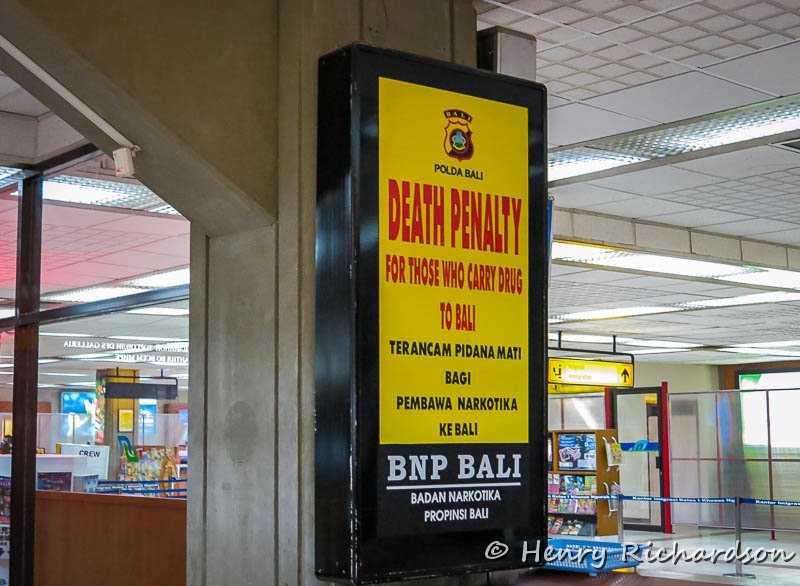 BALI
POLDA BALI
DEATH PENALTY
FOR THOSE WHO CARRY DRUG
TO BALI
TERANCAM PIDANA MATI
BAGI
PEMBAWA NARKOTIKA
KE BALI
BNP BALI
BADAN NARKOTIKA
PROPINSI BALI
CREW
© Henry Richardson